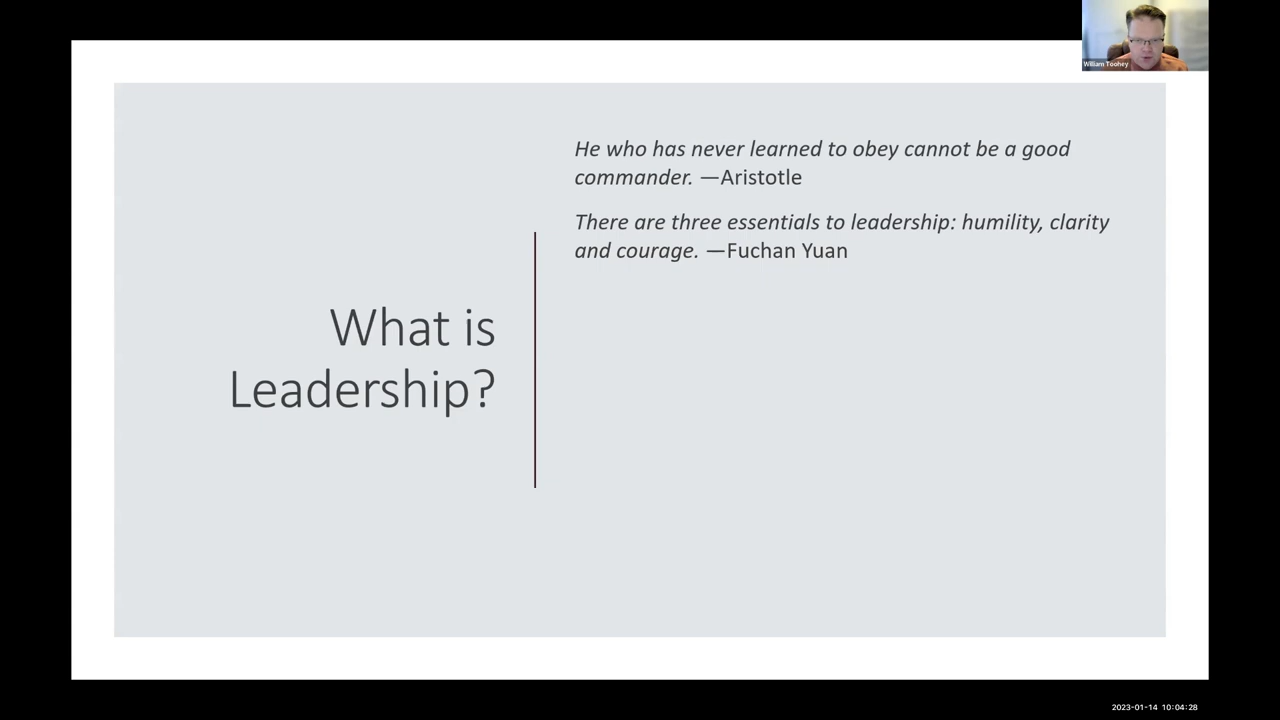 William Toohey
He who has never learned to obey cannot be a good
commander. —Aristotle
There are three essentials to leadership: humility, clarity
and courage. —Fuchan Yuan
What is
Leadership?
2023-01-14 10:04:28